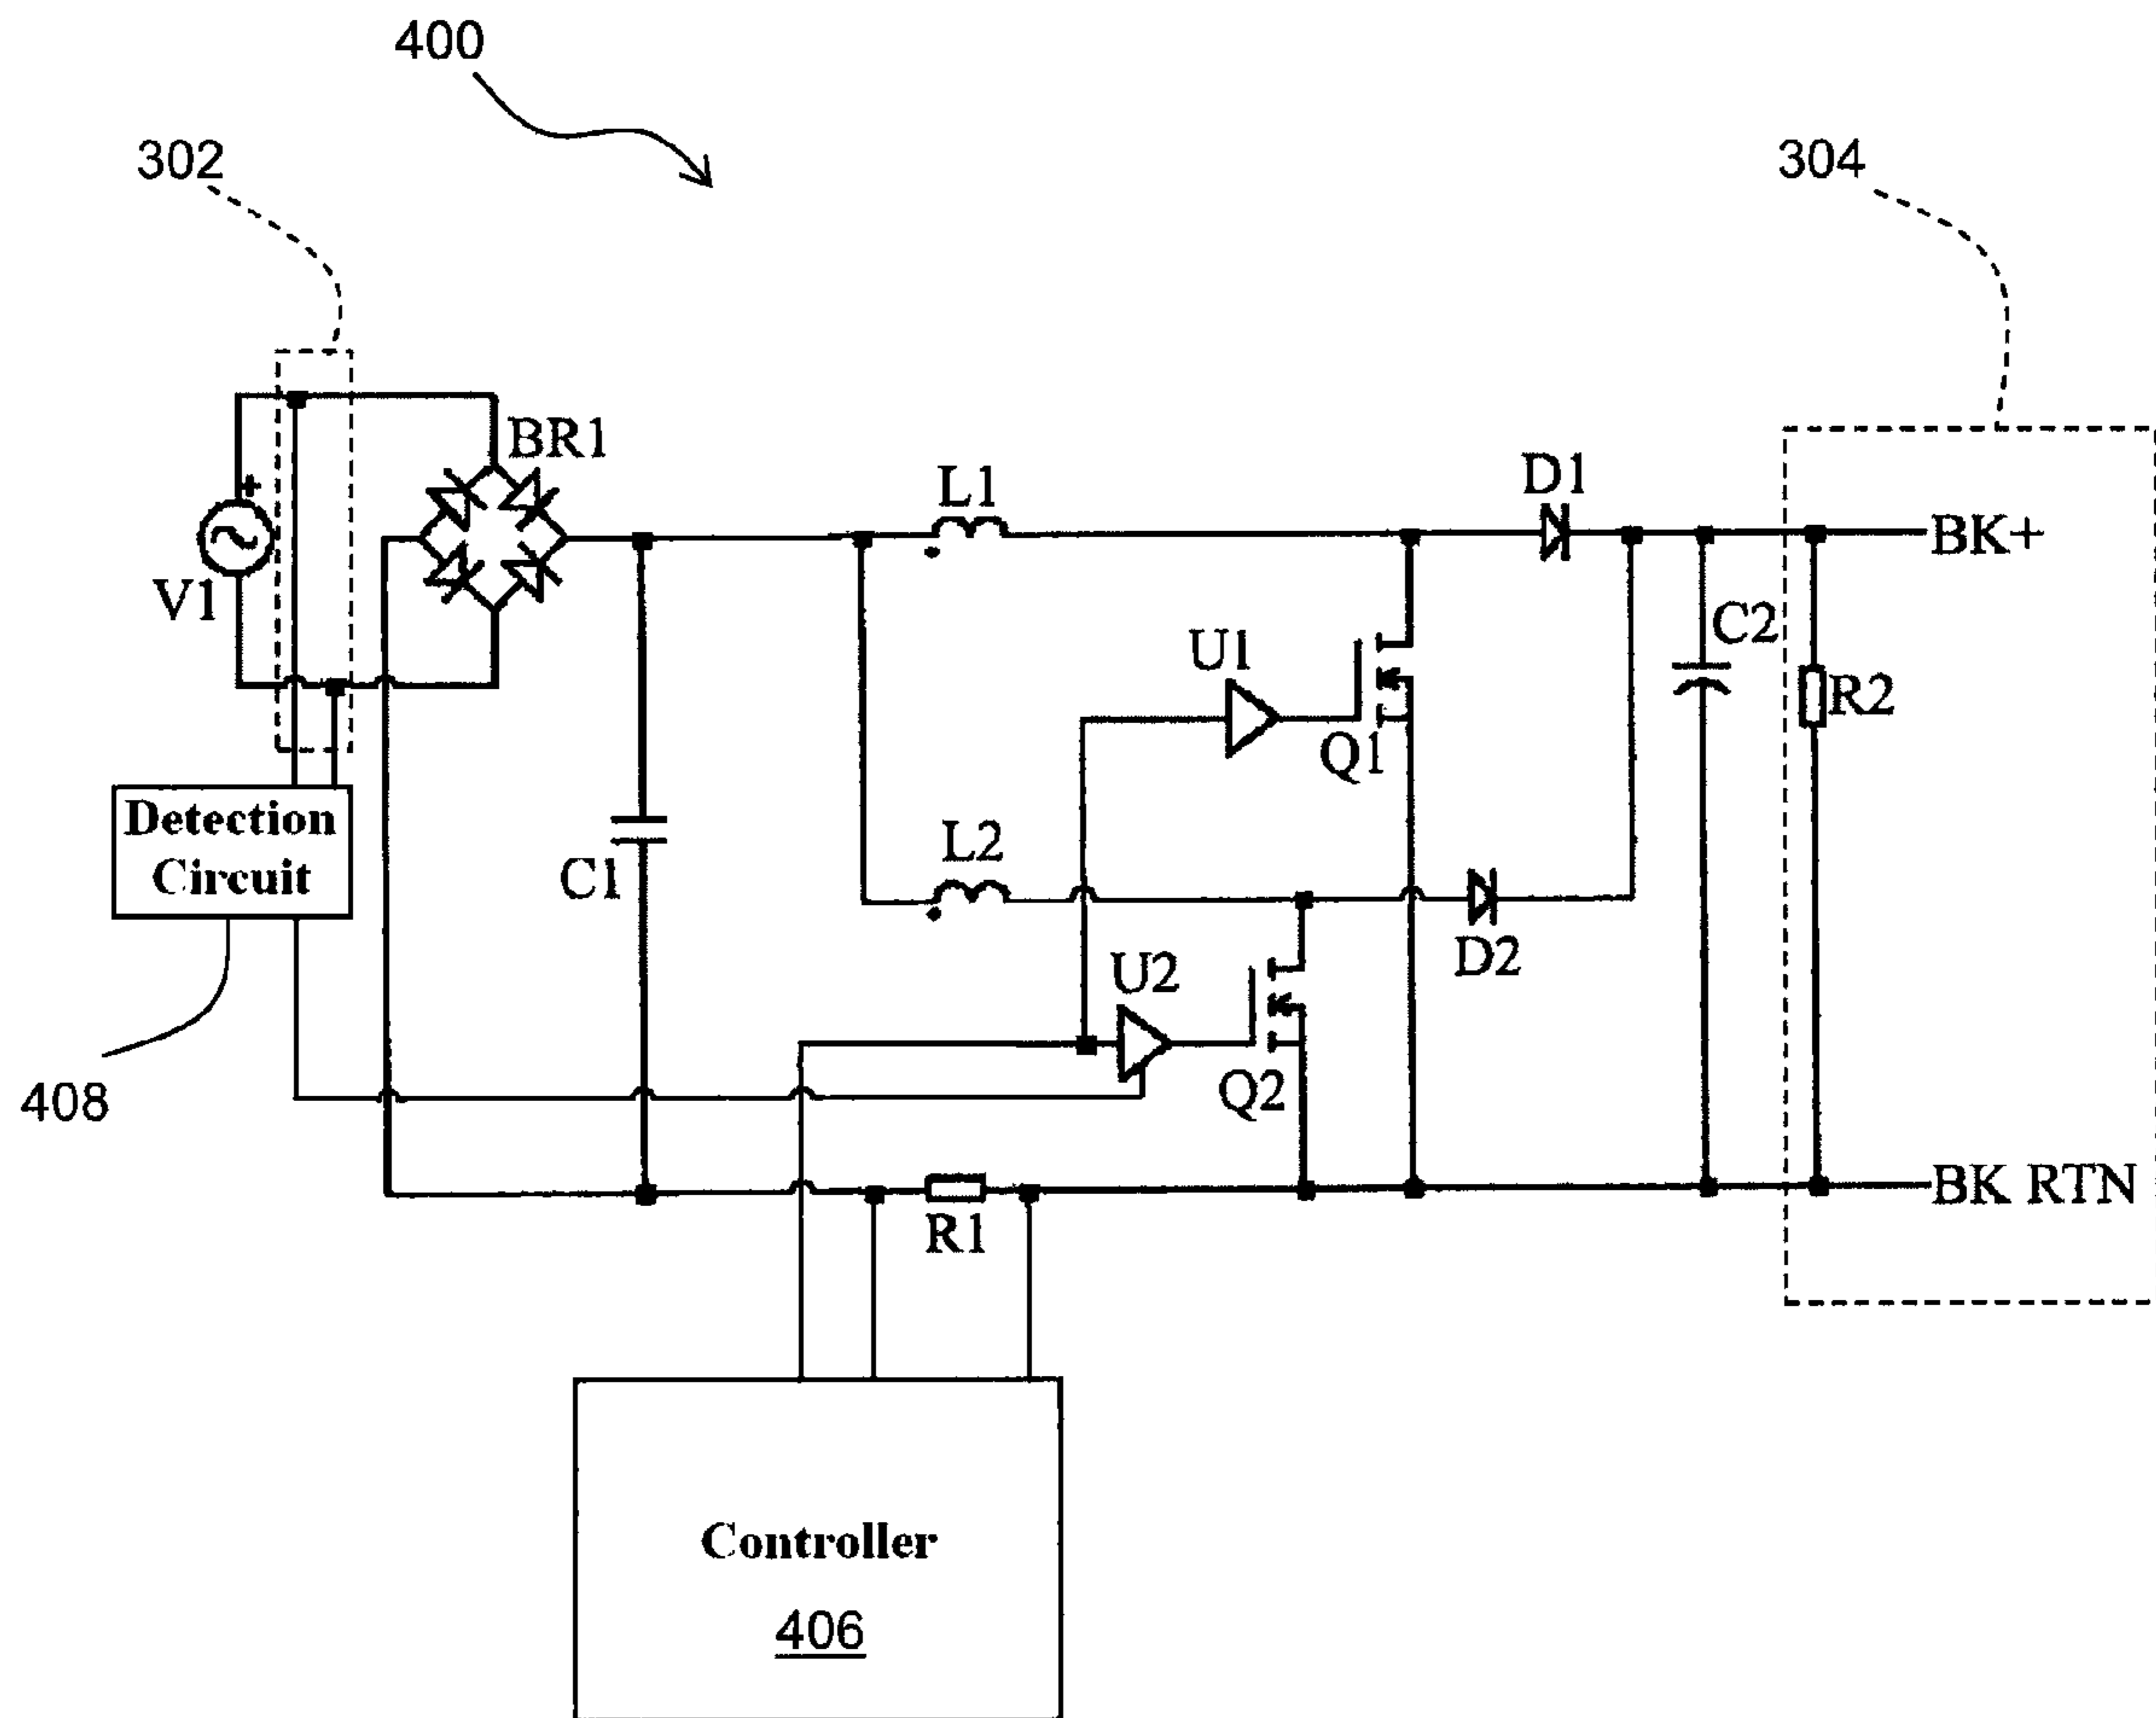 400
302
304
BR1
L1
D1
BK+
V1
C2
U1
R2
Q1
Detection
Circuit
L2
C1
D2
U2
408
Q2
BK RTN
R1
Controller
406